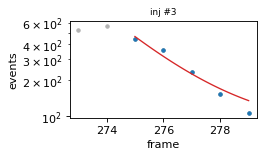 inj #3
events
6 × 10²
4 × 10²
3 × 10²
2 × 10²
10²
274
276
278
frame